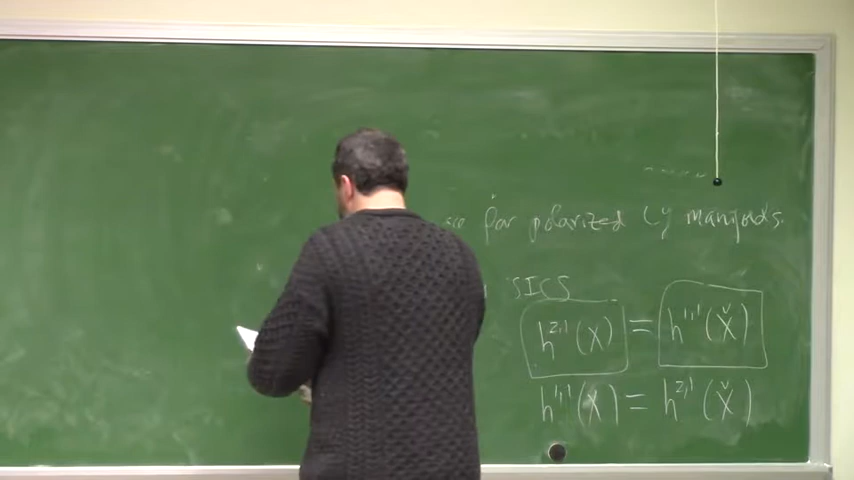 for polarized CY manifolds.
SICS
h²,¹(X) = h¹,¹(X̌)
h¹,¹(X) = h²,¹(X̌)